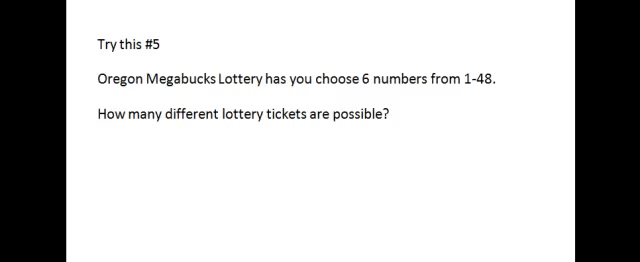 Try this #5
Oregon Megabucks Lottery has you choose 6 numbers from 1-48.
How many different lottery tickets are possible?